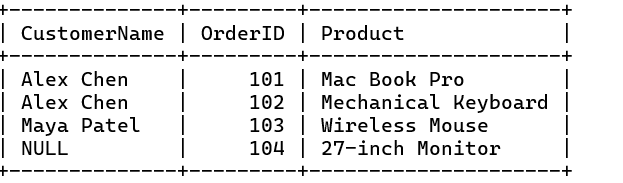 +--------------+---------+---------------------+
| CustomerName | OrderID | Product             |
+--------------+---------+---------------------+
| Alex Chen    |     101 | Mac Book Pro        |
| Alex Chen    |     102 | Mechanical Keyboard |
| Maya Patel   |     103 | Wireless Mouse      |
| NULL         |     104 | 27-inch Monitor     |
+--------------+---------+---------------------+